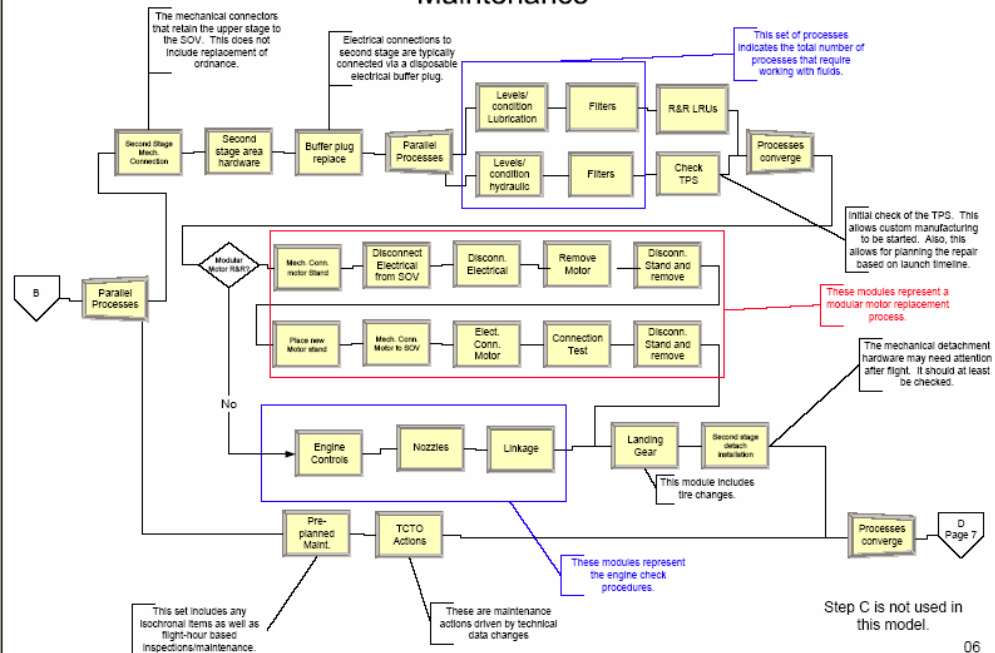 Maintenance
The mechanical connectors
that retain the upper stage to
the SOV. This does not
include replacement of
ordnance.
Electrical connections to
second stage are typically
connected via a disposable
electrical buffer plug.
This set of processes
indicates the total number of
processes that require
working with fluids.
Second Stage
Mech.
Connection
Second
stage area
hardware
Buffer plug
replace
Parallel
Processes
Levels/
condition
Lubrication
Filters
R&R LRUs
Levels/
condition
hydraulic
Filters
Check
TPS
Processes
converge
Initial check of the TPS. This
allows custom manufacturing
to be started. Also, this
allows for planning the repair
based on launch timeline.
B
Parallel
Processes
Modular
Motor R&R?
Mech. Conn.
motor Stand
Disconnect
Electrical
from SOV
Disconn.
Electrical
Remove
Motor
Disconn.
Stand and
remove
Place new
Motor stand
Mech. Conn.
Motor to SOV
Elect.
Conn.
Motor
Connection
Test
Disconn.
Stand and
remove
These modules represent a
modular motor replacement
process.
The mechanical detachment
hardware may need attention
after flight. It should at least
be checked.
No
Engine
Controls
Nozzles
Linkage
Landing
Gear
Second stage
detach
installation
This module includes
tire changes.
Pre-
planned
Maint.
TCTO
Actions
Processes
converge
D
Page 7
These modules represent
the engine check
procedures.
This set includes any
isochronal items as well as
flight-hour based
inspections/maintenance.
These are maintenance
actions driven by technical
data changes
Step C is not used in
this model.
06